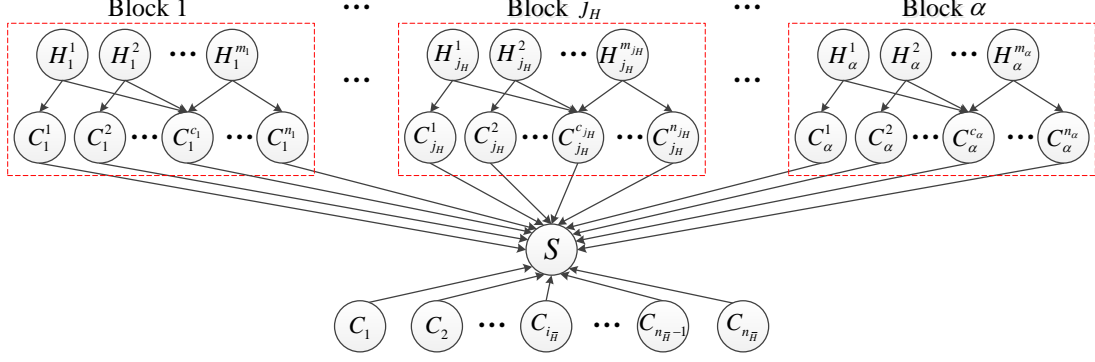 Block 1 ... Block j_H ... Block α
H_1^1 H_1^2 ... H_1^{m_1} ... H_{j_H}^1 H_{j_H}^2 ... H_{j_H}^{m_{j_H}} ... H_α^1 H_α^2 ... H_α^{m_α}
C_1^1 C_1^2 ... C_1^{c_1} ... C_1^{n_1} C_{j_H}^1 C_{j_H}^2 ... C_{j_H}^{c_{j_H}} ... C_{j_H}^{n_{j_H}} C_α^1 C_α^2 ... C_α^{c_α} ... C_α^{n_α}
S
C_1 C_2 ... C_{i_{H̄}} ... C_{n_{H̄}-1} C_{n_{H̄}}